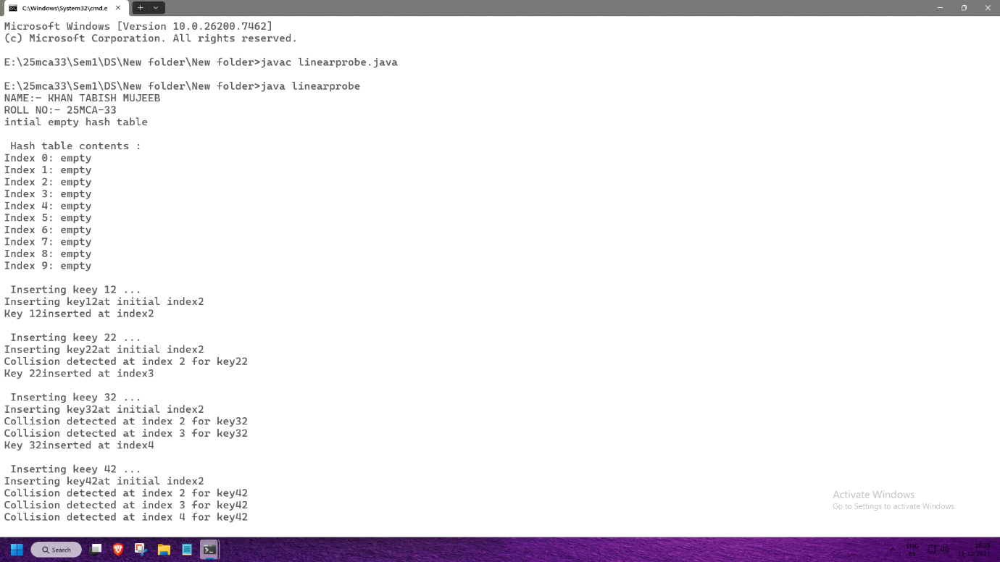 C:\Windows\System32\cmd.e
Microsoft Windows [Version 10.0.26200.7462]
(c) Microsoft Corporation. All rights reserved.
E:\25mca33\Sem1\DS\New folder\New folder>javac linearprobe.java
E:\25mca33\Sem1\DS\New folder\New folder>java linearprobe
NAME:- KHAN TABISH MUJEEB
ROLL NO:- 25MCA-33
intial empty hash table
Hash table contents :
Index 0: empty
Index 1: empty
Index 2: empty
Index 3: empty
Index 4: empty
Index 5: empty
Index 6: empty
Index 7: empty
Index 8: empty
Index 9: empty
Inserting keey 12 ...
Inserting key12at initial index2
Key 12inserted at index2
Inserting keey 22 ...
Inserting key22at initial index2
Collision detected at index 2 for key22
Key 22inserted at index3
Inserting keey 32 ...
Inserting key32at initial index2
Collision detected at index 2 for key32
Collision detected at index 3 for key32
Key 32inserted at index4
Inserting keey 42 ...
Inserting key42at initial index2
Collision detected at index 2 for key42
Collision detected at index 3 for key42
Collision detected at index 4 for key42
Activate Windows
Go to Settings to activate Windows.
Search
ENG
IN